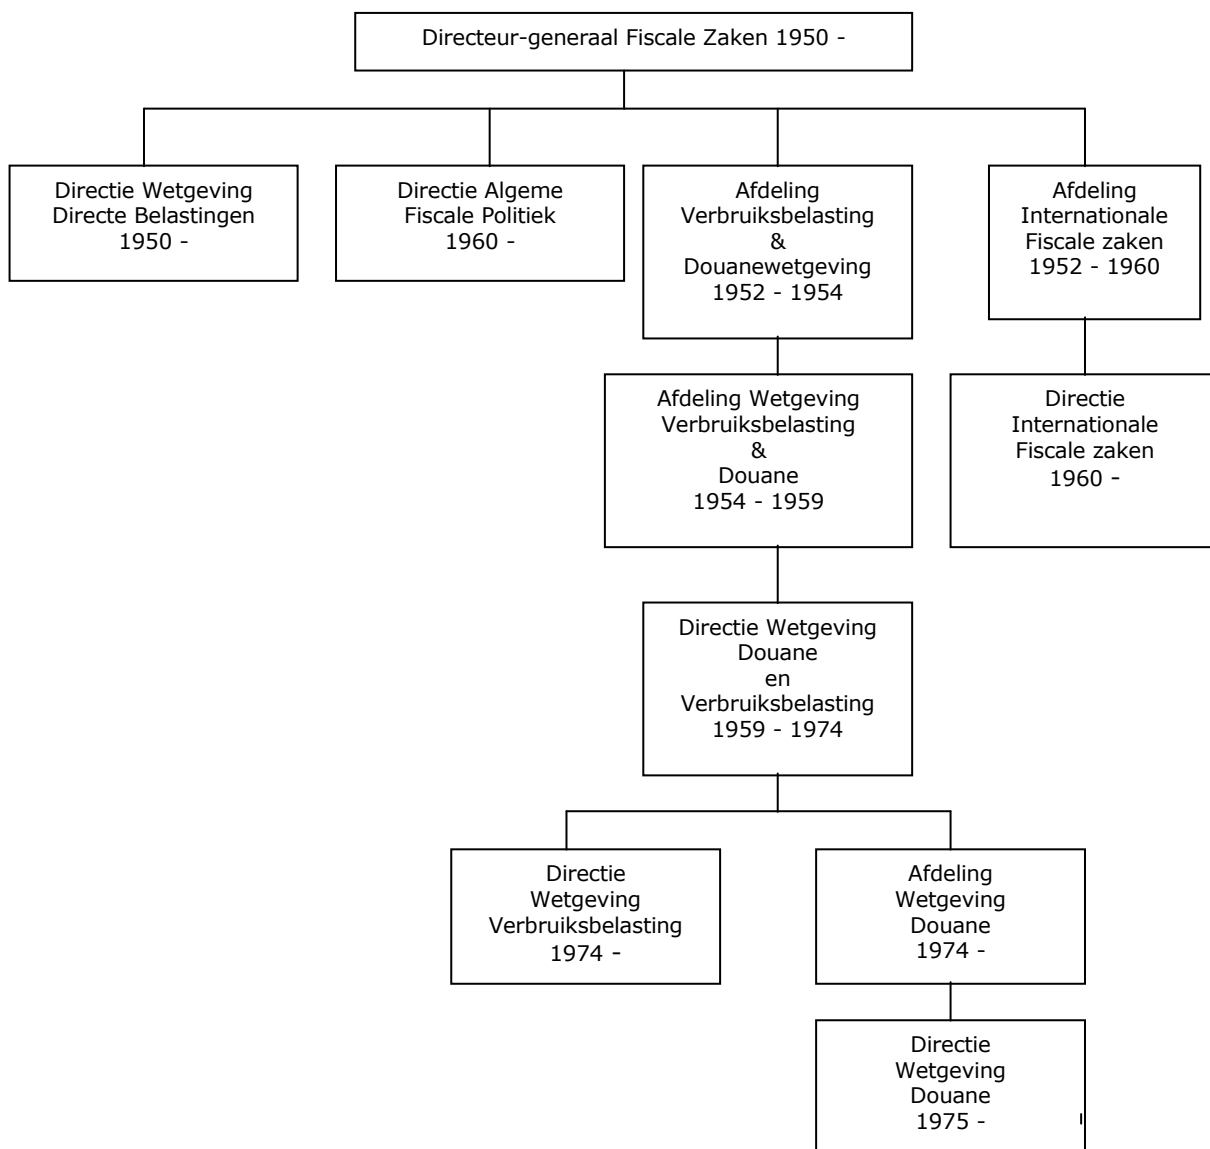 Directeur-generaal Fiscale Zaken 1950 -
Directie Wetgeving
Directe Belastingen
1950 -
Directie Algeme
Fiscale Politiek
1960 -
Afdeling
Verbruiksbelasting
&
Douanewetgeving
1952 - 1954
Afdeling
Internationale
Fiscale zaken
1952 - 1960
Afdeling Wetgeving
Verbruiksbelasting
&
Douane
1954 - 1959
Directie
Internationale
Fiscale zaken
1960 -
Directie Wetgeving
Douane
en
Verbruiksbelasting
1959 - 1974
Directie
Wetgeving
Verbruiksbelasting
1974 -
Afdeling
Wetgeving
Douane
1974 -
Directie
Wetgeving
Douane
1975 -